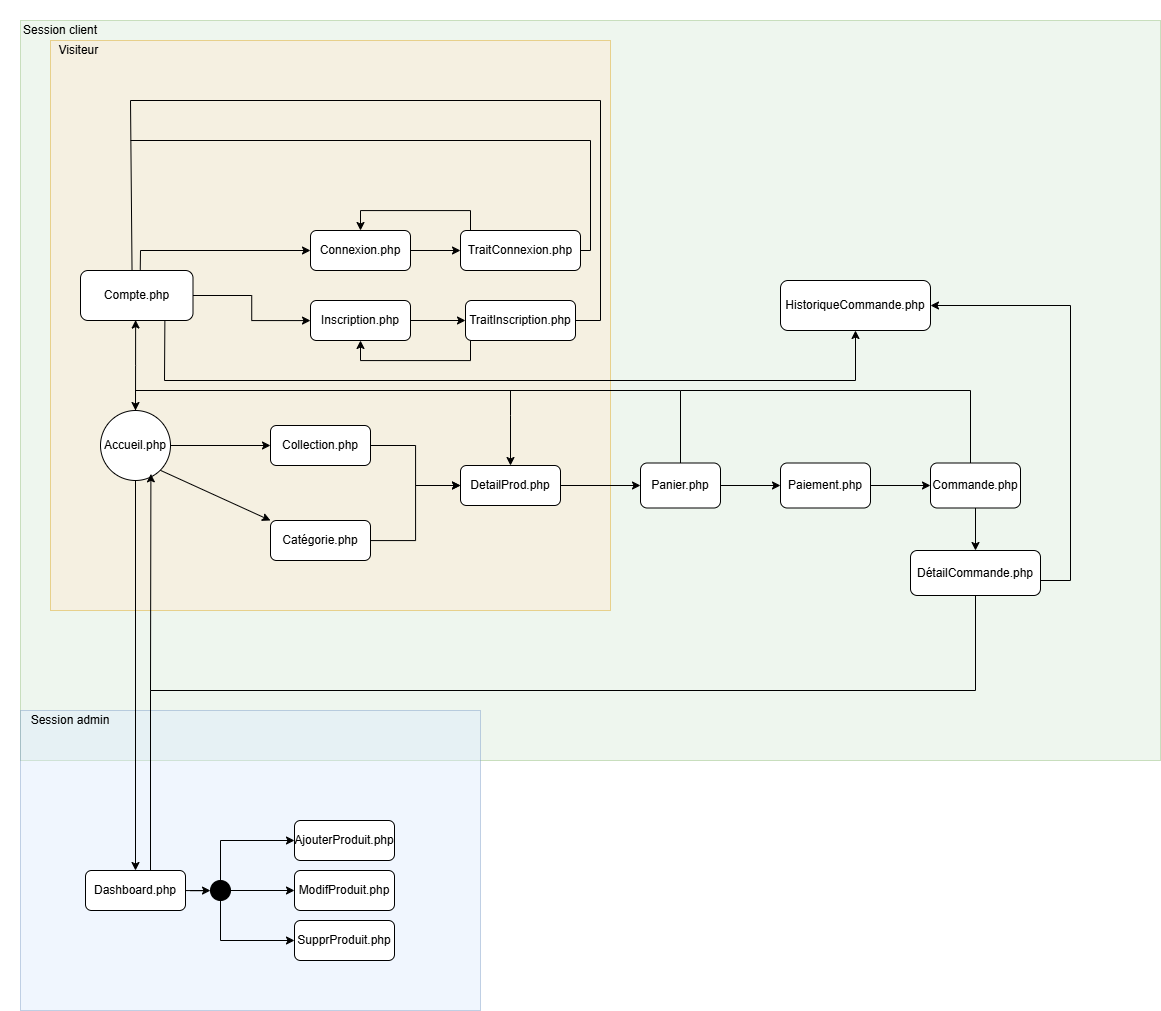 Session client
Visiteur
Connexion.php
TraitConnexion.php
Compte.php
Inscription.php
TraitInscription.php
HistoriqueCommande.php
Accueil.php
Collection.php
DetailProd.php
Panier.php
Paiement.php
Commande.php
Catégorie.php
DétailCommande.php
Session admin
AjouterProduit.php
Dashboard.php
ModifProduit.php
SupprProduit.php